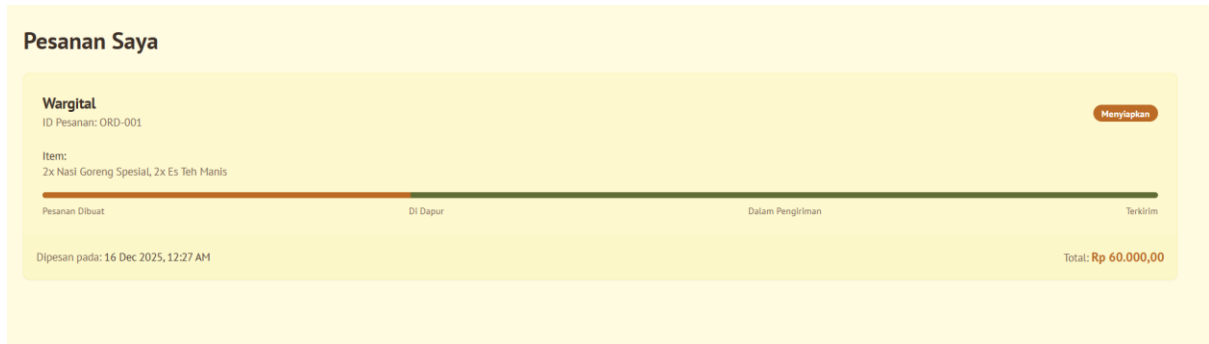 Pesanan Saya
Wargital
ID Pesanan: ORD-001
Menyiapkan
Item:
2x Nasi Goreng Spesial, 2x Es Teh Manis
Pesanan Dibuat
Di Dapur
Dalam Pengiriman
Terkirim
Dipesan pada: 16 Dec 2025, 12:27 AM
Total: Rp 60.000,00